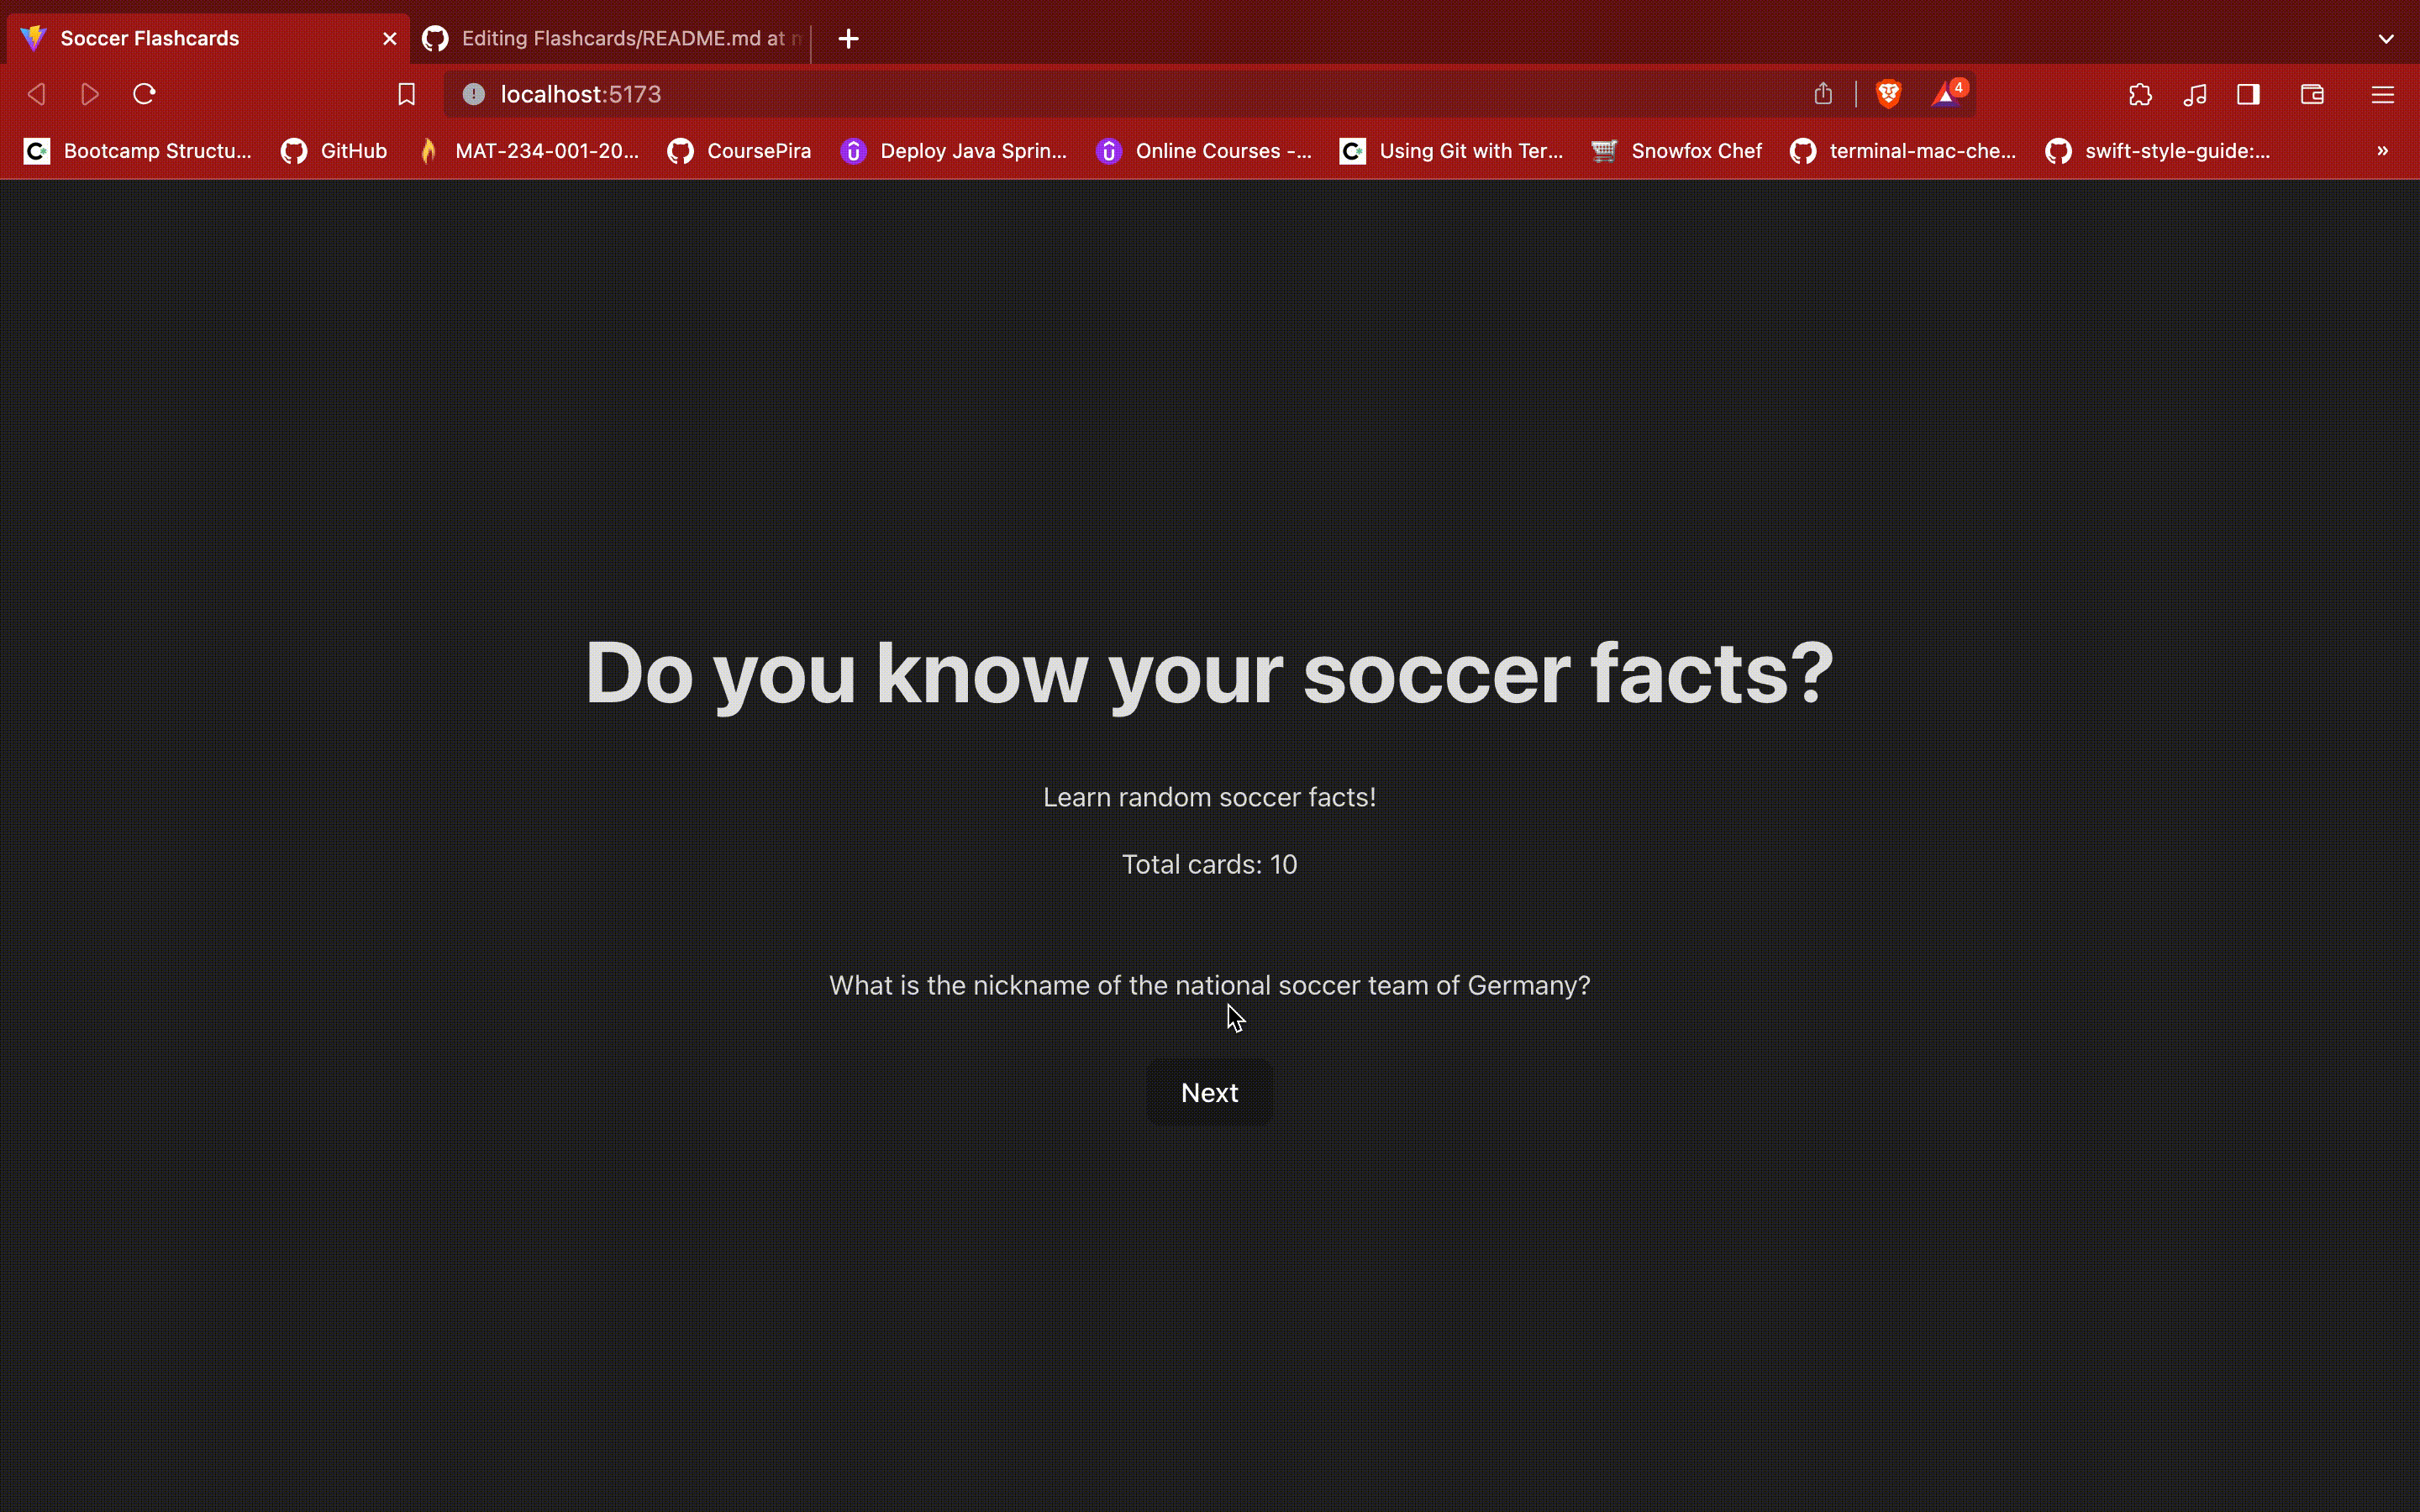 Soccer Flashcards
Editing Flashcards/README.md at
localhost:5173
4
Bootcamp Structu...
GitHub
MAT-234-001-20...
CoursePira
Deploy Java Sprin...
Online Courses -...
Using Git with Ter...
Snowfox Chef
terminal-mac-che...
swift-style-guide:...
»
Do you know your soccer facts?
Learn random soccer facts!
Total cards: 10
What is the nickname of the national soccer team of Germany?
Next